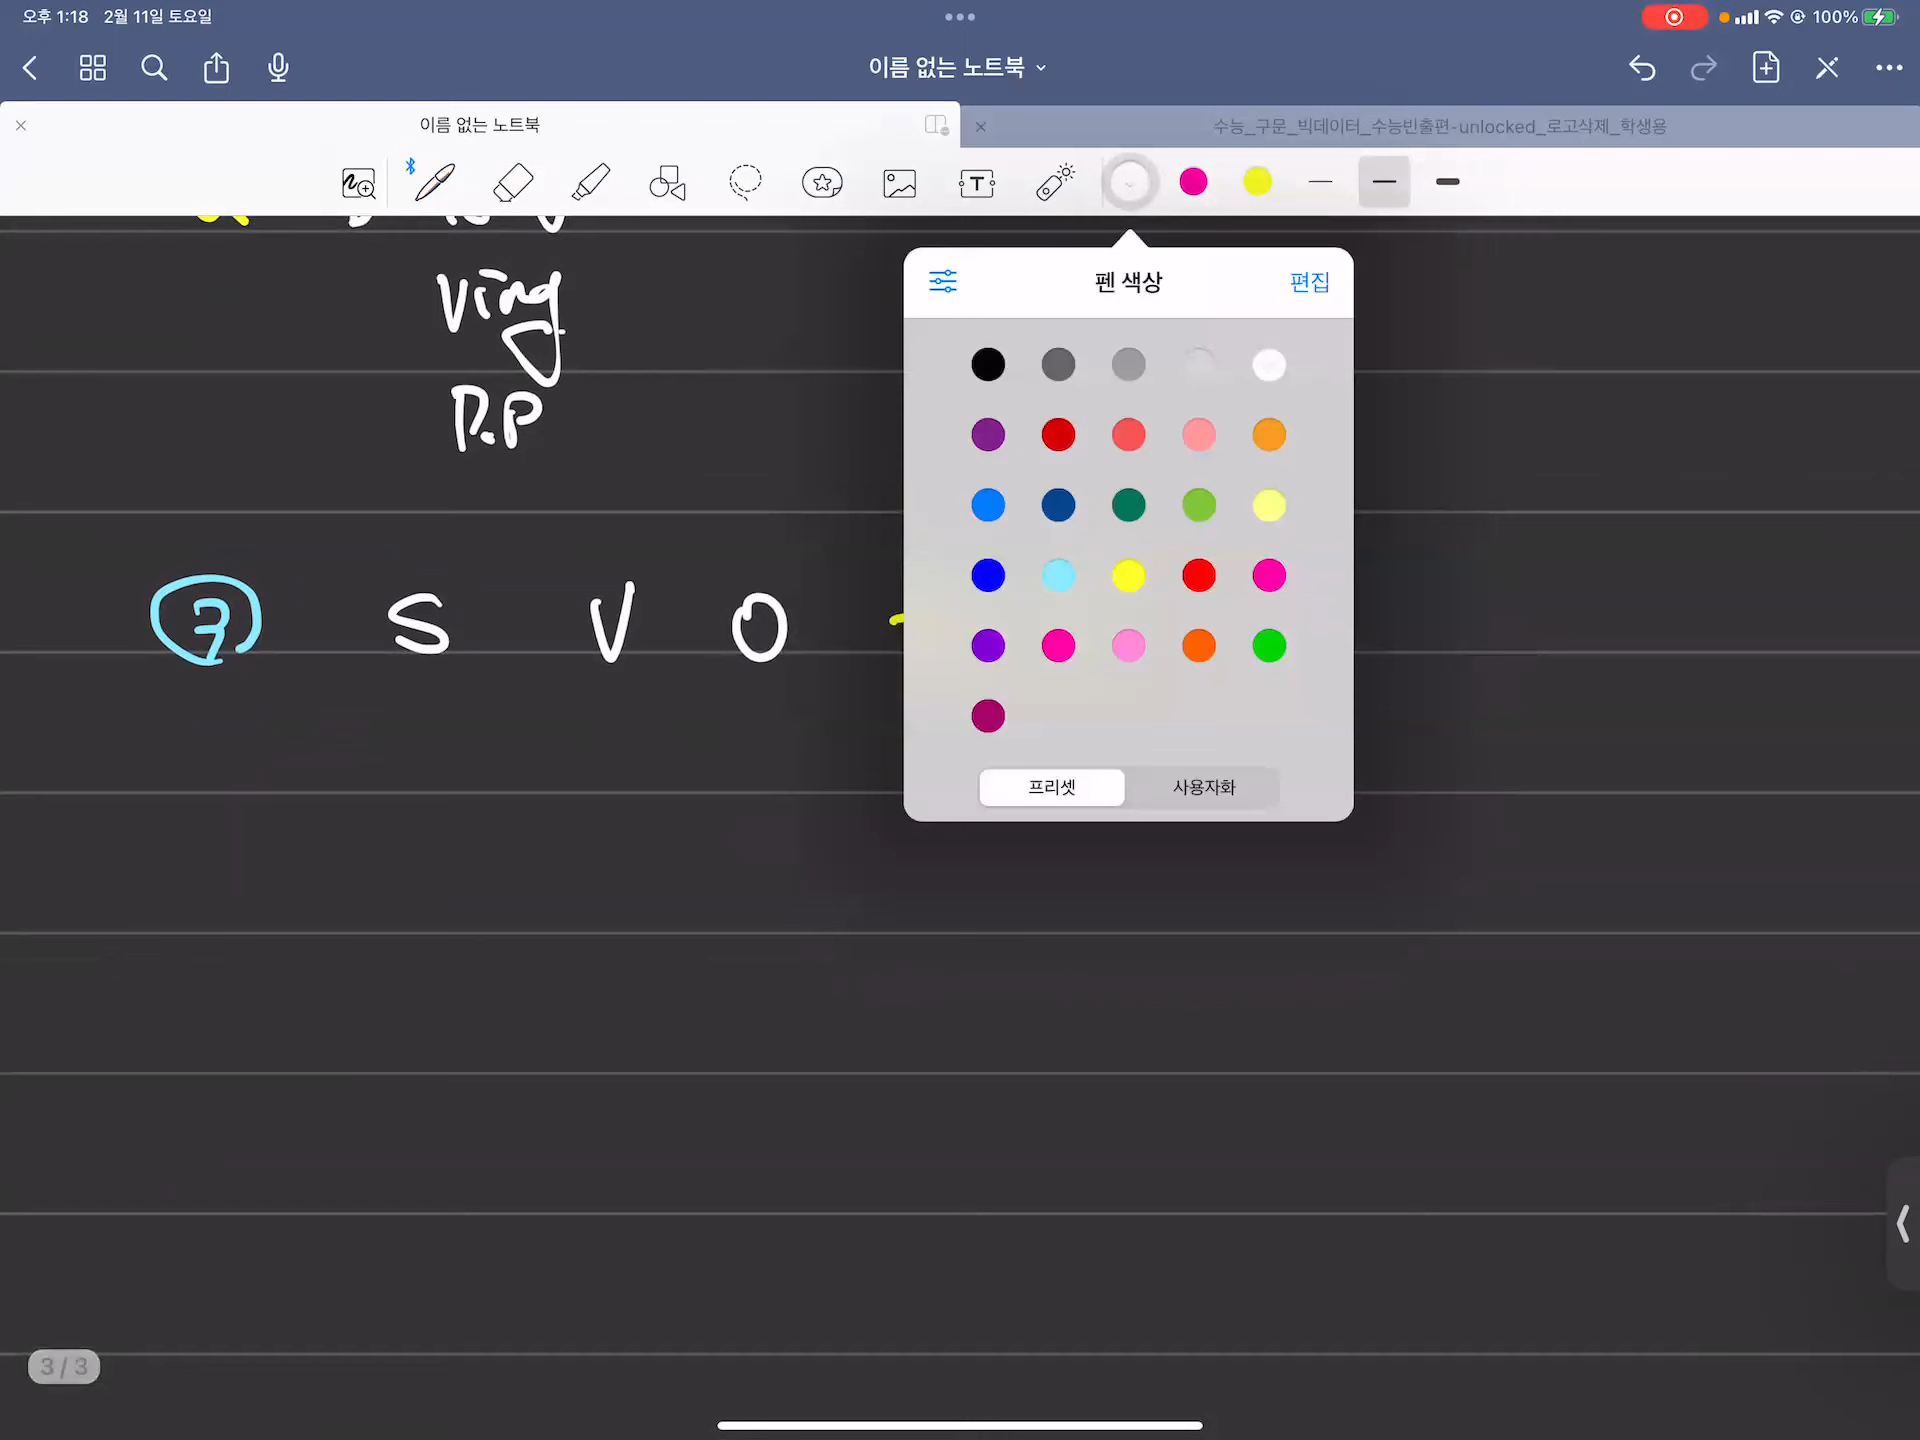 오후 1:18 2월 11일 토요일
100%
이름 없는 노트북
이름 없는 노트북
수능_구문_빅데이터_수능빈출편-unlocked_로고삭제_학생용
펜 색상
편집
Ving
P.P
S V O
프리셋
사용자화
3 / 3